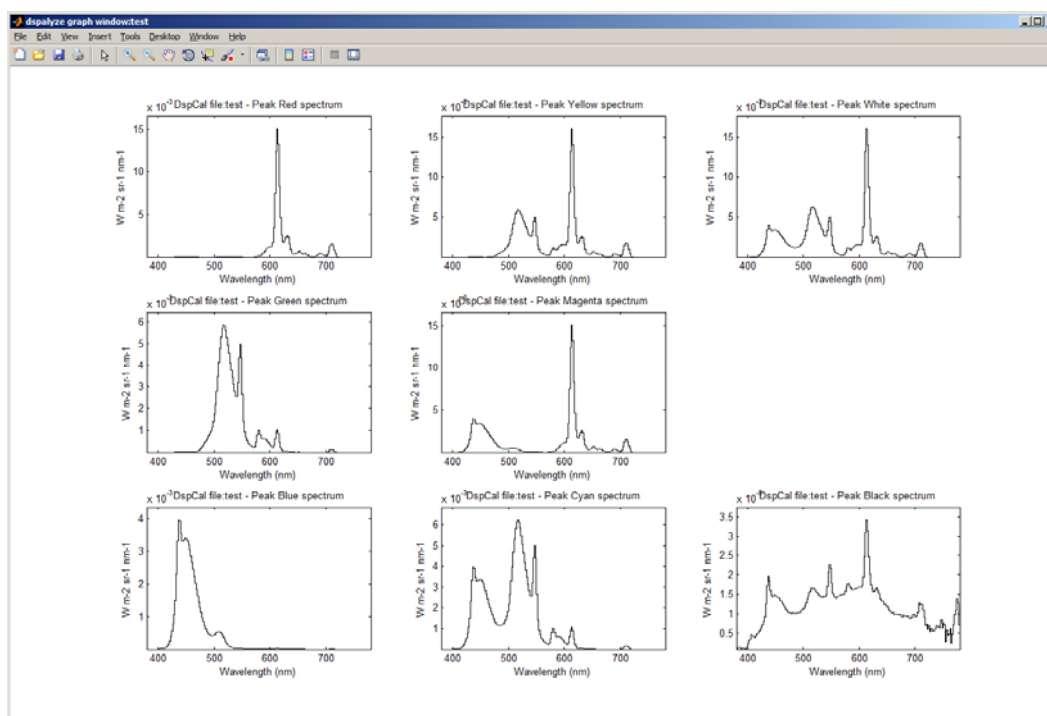 dspalyze graph window:test
File Edit View Insert Tools Desktop Window Help
x 10-3 DspCal file:test - Peak Red spectrum
15
10
5
W m-2 sr-1 nm-1
400 500 600 700
Wavelength (nm)
DspCal file:test - Peak Yellow spectrum
15
10
5
W m-2 sr-1 nm-1
400 500 600 700
Wavelength (nm)
DspCal file:test - Peak White spectrum
15
10
5
W m-2 sr-1 nm-1
400 500 600 700
Wavelength (nm)
DspCal file:test - Peak Green spectrum
6
5
4
3
2
1
W m-2 sr-1 nm-1
400 500 600 700
Wavelength (nm)
DspCal file:test - Peak Magenta spectrum
15
10
5
W m-2 sr-1 nm-1
400 500 600 700
Wavelength (nm)
x 10-3 DspCal file:test - Peak Blue spectrum
4
3
2
1
W m-2 sr-1 nm-1
400 500 600 700
Wavelength (nm)
x 10-3 DspCal file:test - Peak Cyan spectrum
6
5
4
3
2
1
W m-2 sr-1 nm-1
400 500 600 700
Wavelength (nm)
DspCal file:test - Peak Black spectrum
3.5
3
2.5
2
1.5
1
0.5
W m-2 sr-1 nm-1
400 500 600 700
Wavelength (nm)